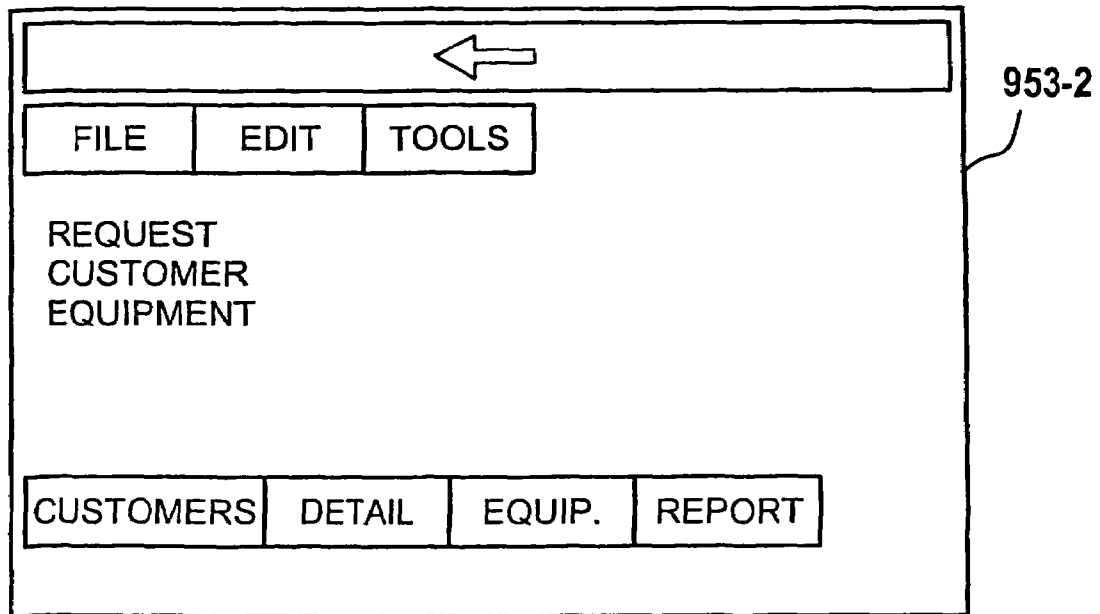 953-2
FILE EDIT TOOLS
REQUEST
CUSTOMER
EQUIPMENT
CUSTOMERS DETAIL EQUIP. REPORT